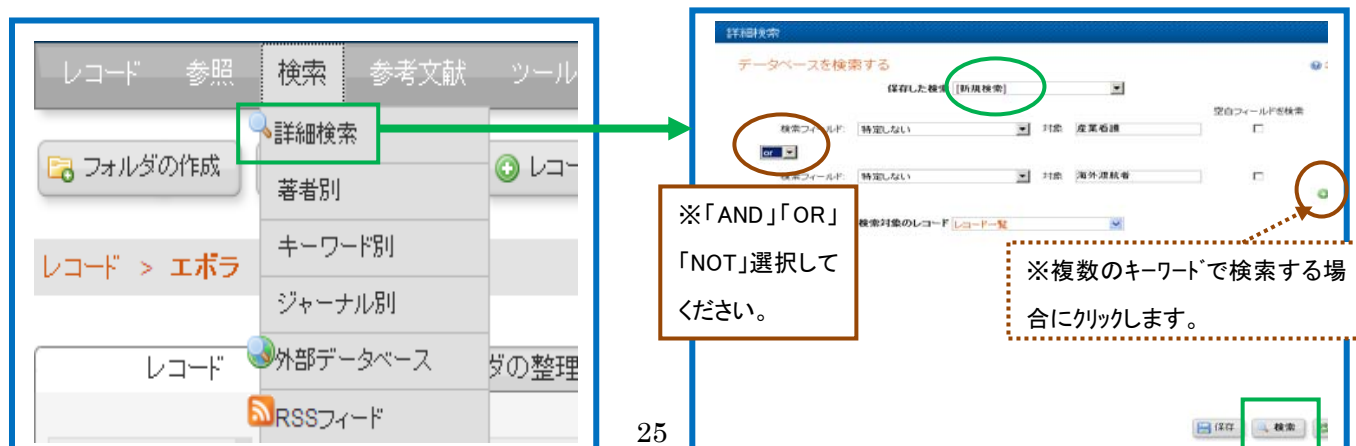 レコード 参照 検索 参考文献 ツール
詳細検索
フォルダの作成
レコー
著者別
キーワード別
レコード > エボラ
ジャーナル別
レコード
外部データベース
ダの整理
RSSフィード
詳細検索
データベースを検索する
保存した検索 [新規検索]
空白フィールドを検索
検索フィールド: 特定しない 対象 産業看護
or
検索フィールド: 特定しない 対象 海外渡航者
検索対象のレコード レコード一覧
※「AND」「OR」
「NOT」選択して
ください。
※複数のキーワードで検索する場
合にクリックします。
保存 検索
25